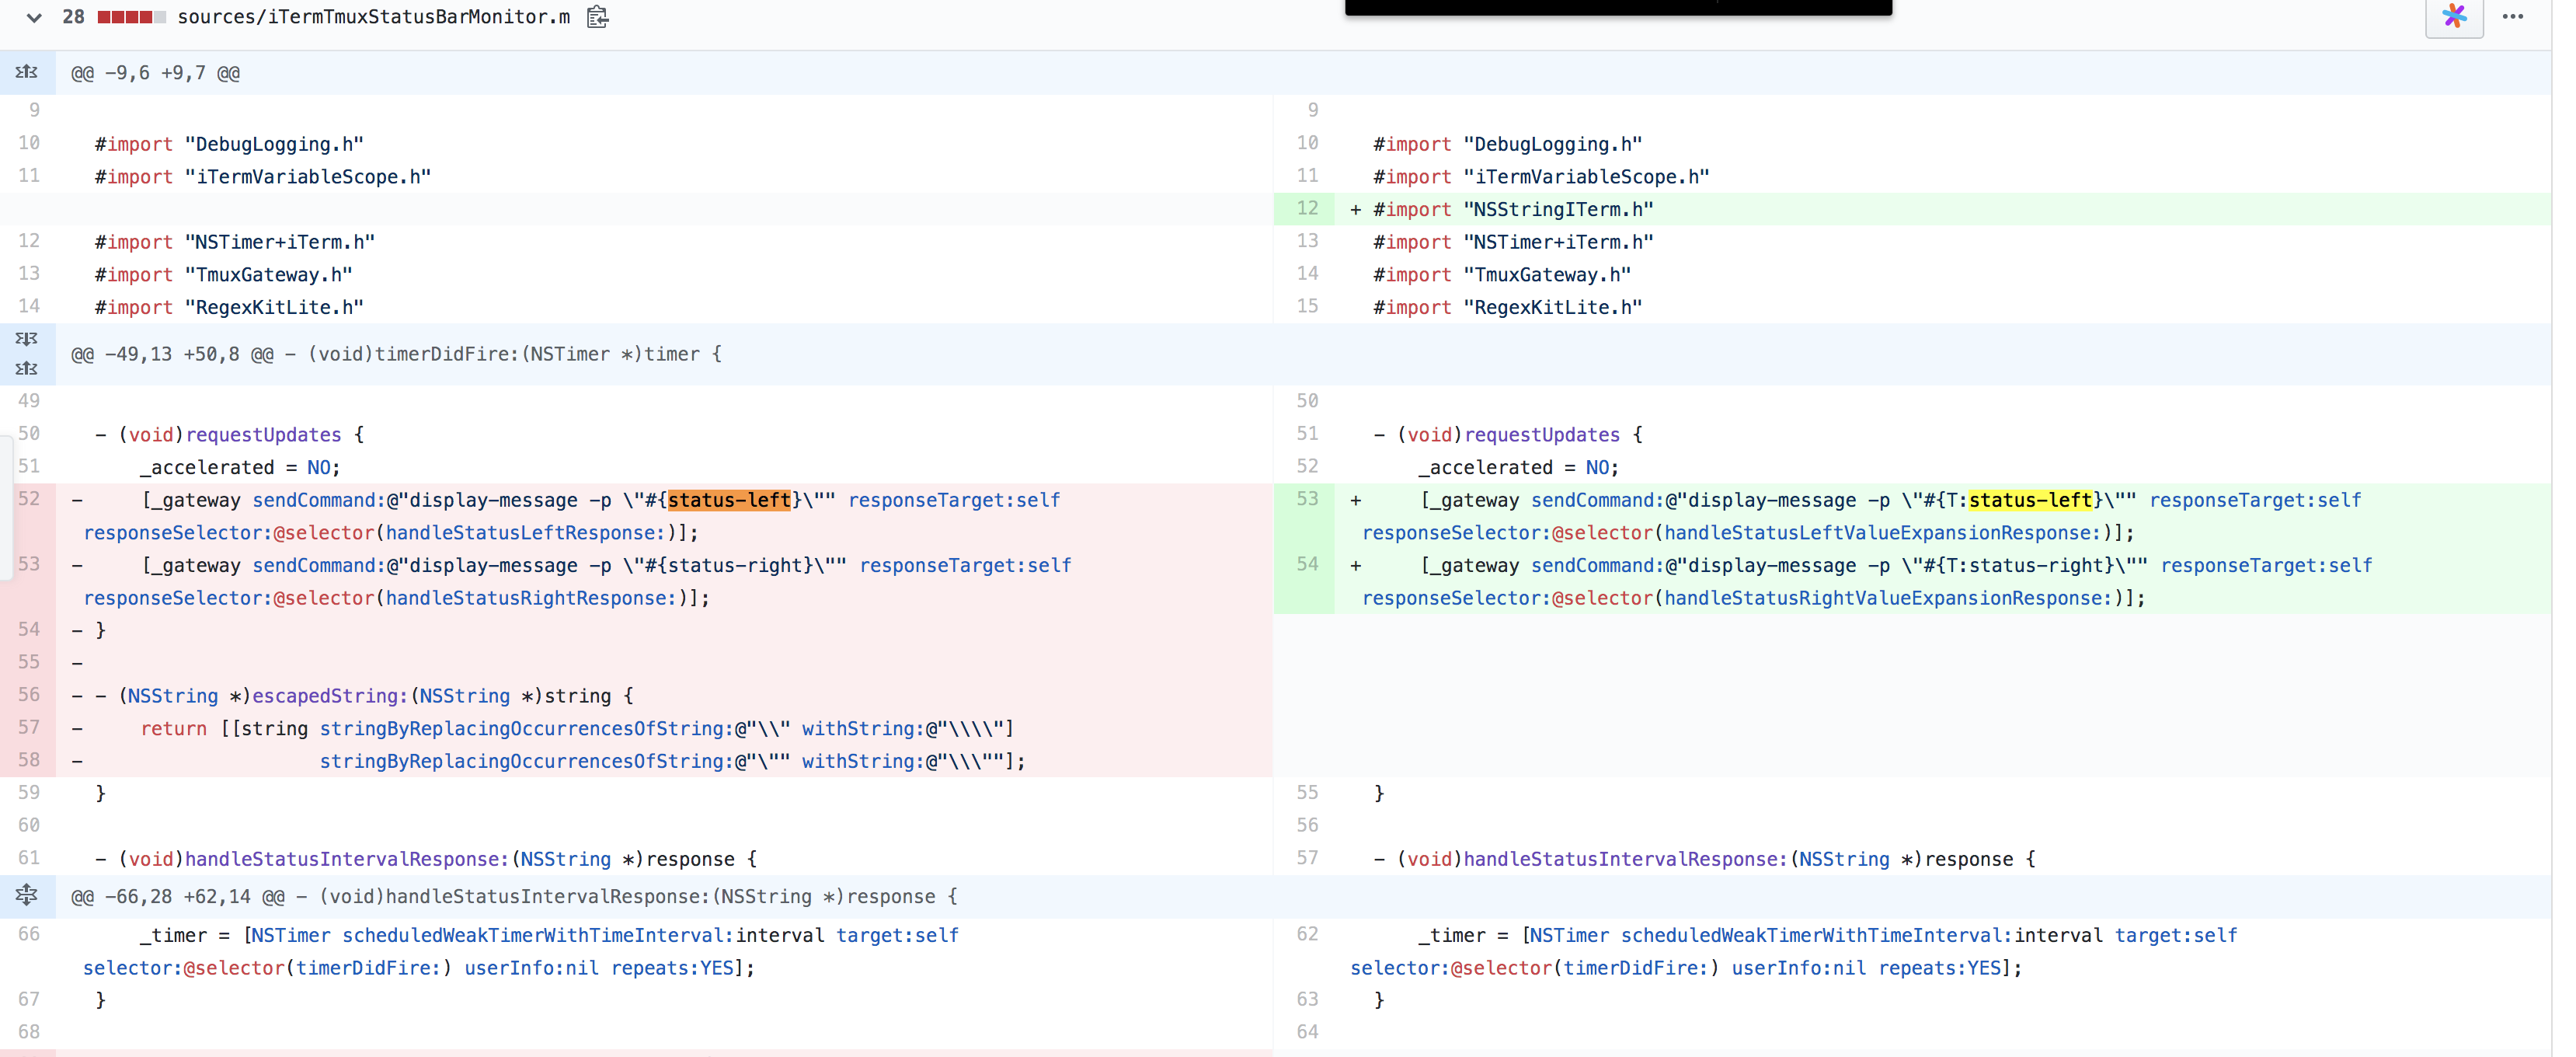 28 sources/iTermTmuxStatusBarMonitor.m
@@ -9,6 +9,7 @@
9
10 #import "DebugLogging.h"
11 #import "iTermVariableScope.h"
12 #import "NSTimer+iTerm.h"
13 #import "TmuxGateway.h"
14 #import "RegexKitLite.h"
9
10 #import "DebugLogging.h"
11 #import "iTermVariableScope.h"
12 + #import "NSStringITerm.h"
13 #import "NSTimer+iTerm.h"
14 #import "TmuxGateway.h"
15 #import "RegexKitLite.h"
@@ -49,13 +50,8 @@ - (void)timerDidFire:(NSTimer *)timer {
49
50 - (void)requestUpdates {
51 _accelerated = NO;
52 - [_gateway sendCommand:@"display-message -p \"#{status-left}\"" responseTarget:self
responseSelector:@selector(handleStatusLeftResponse:)];
53 - [_gateway sendCommand:@"display-message -p \"#{status-right}\"" responseTarget:self
responseSelector:@selector(handleStatusRightResponse:)];
54 - }
55 -
56 - - (NSString *)escapedString:(NSString *)string {
57 - return [[string stringByReplacingOccurrencesOfString:@"\\" withString:@"\\\\"]
58 - stringByReplacingOccurrencesOfString:@"\"" withString:@"\\\""];
59 }
60
61 - (void)handleStatusIntervalResponse:(NSString *)response {
50
51 - (void)requestUpdates {
52 _accelerated = NO;
53 + [_gateway sendCommand:@"display-message -p \"#{T:status-left}\"" responseTarget:self
responseSelector:@selector(handleStatusLeftValueExpansionResponse:)];
54 + [_gateway sendCommand:@"display-message -p \"#{T:status-right}\"" responseTarget:self
responseSelector:@selector(handleStatusRightValueExpansionResponse:)];
55 }
56
57 - (void)handleStatusIntervalResponse:(NSString *)response {
@@ -66,28 +62,14 @@ - (void)handleStatusIntervalResponse:(NSString *)response {
66 _timer = [NSTimer scheduledWeakTimerWithTimeInterval:interval target:self
selector:@selector(timerDidFire:) userInfo:nil repeats:YES];
67 }
68
62 _timer = [NSTimer scheduledWeakTimerWithTimeInterval:interval target:self
selector:@selector(timerDidFire:) userInfo:nil repeats:YES];
63 }
64